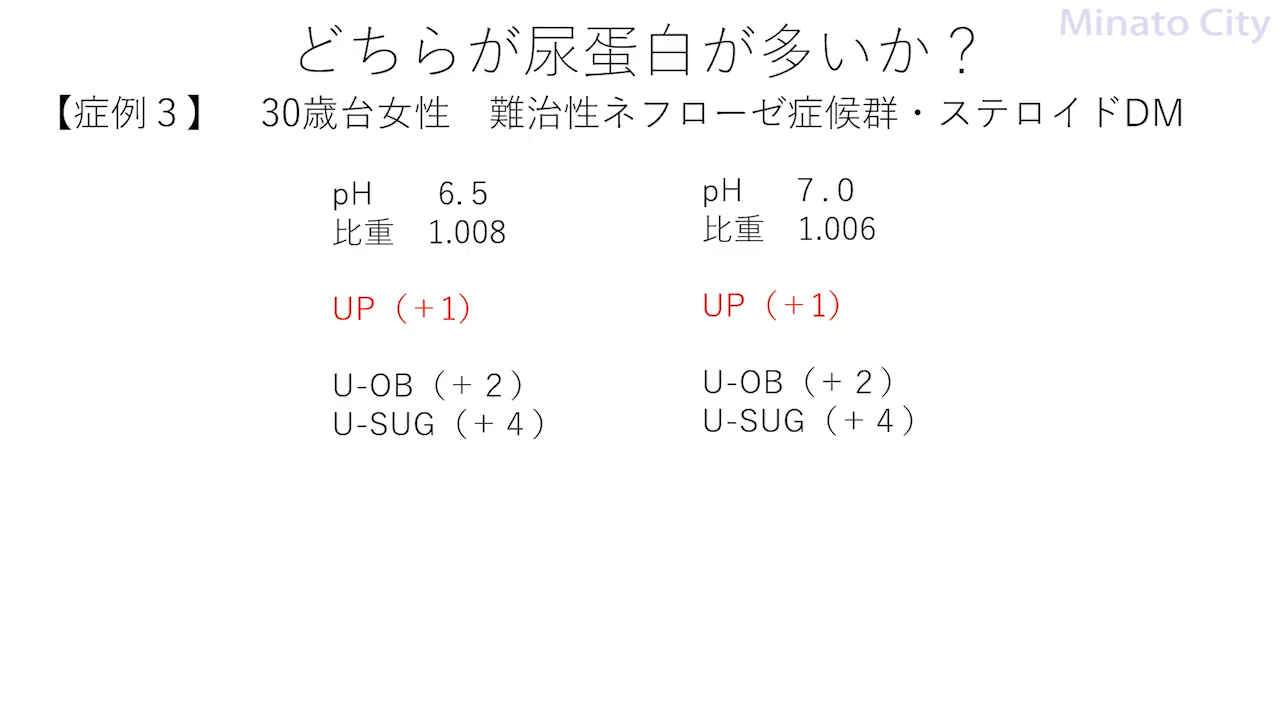 Minato City
どちらが尿蛋白が多いか？
【症例３】　30歳台女性　難治性ネフローゼ症候群・ステロイドDM
pH　　6.5
比重　1.008
UP（＋1）
U-OB（＋２）
U-SUG（＋４）
pH　　７.０
比重　1.006
UP（＋1）
U-OB（＋２）
U-SUG（＋４）